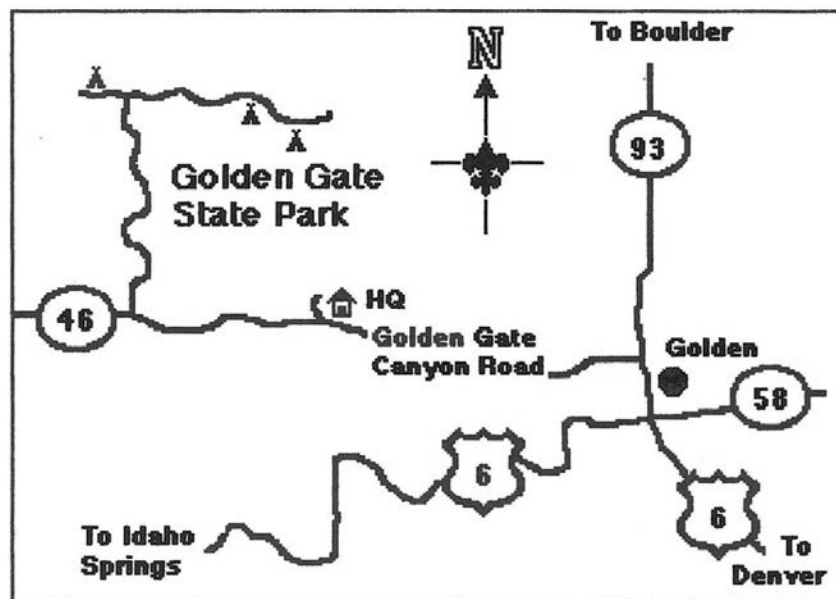 To Boulder
N
93
Golden Gate
State Park
46
HQ
Golden Gate
Canyon Road
Golden
58
6
6
To Idaho
Springs
To
Denver